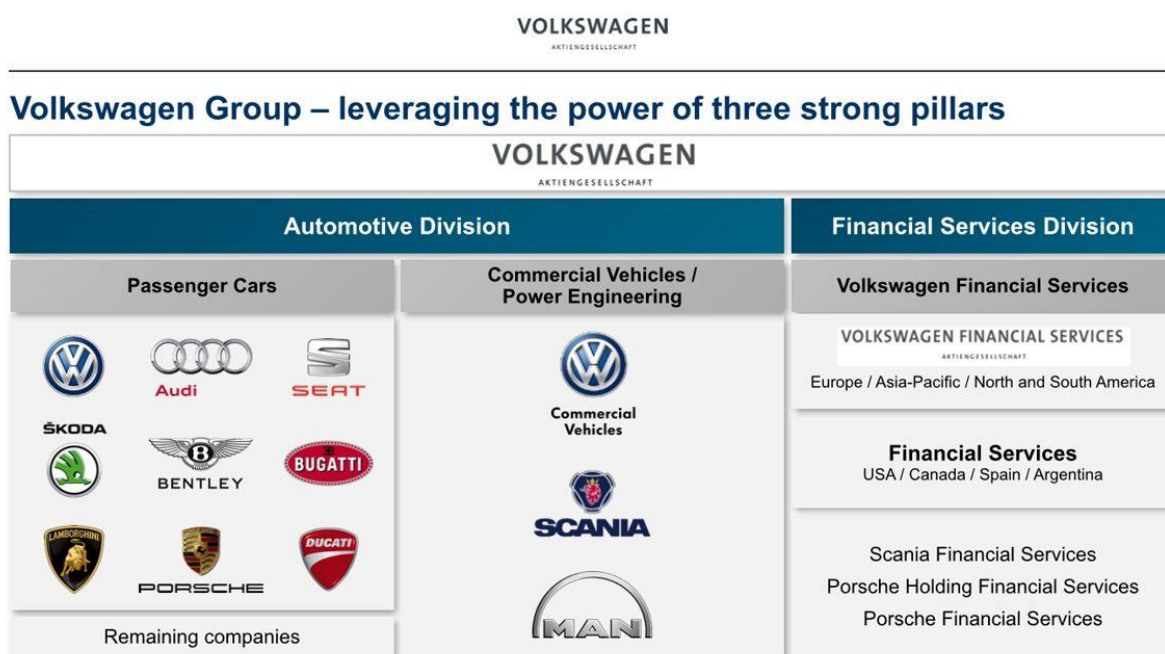 VOLKSWAGEN
AKTIENGESELLSCHAFT
Volkswagen Group – leveraging the power of three strong pillars
VOLKSWAGEN
AKTIENGESELLSCHAFT
Automotive Division
Financial Services Division
Passenger Cars
Commercial Vehicles /
Power Engineering
Volkswagen Financial Services
Audi
SEAT
ŠKODA
BENTLEY
BUGATTI
LAMBORGHINI
PORSCHE
DUCATI
Remaining companies
Commercial
Vehicles
SCANIA
MAN
VOLKSWAGEN FINANCIAL SERVICES
AKTIENGESELLSCHAFT
Europe / Asia-Pacific / North and South America
Financial Services
USA / Canada / Spain / Argentina
Scania Financial Services
Porsche Holding Financial Services
Porsche Financial Services